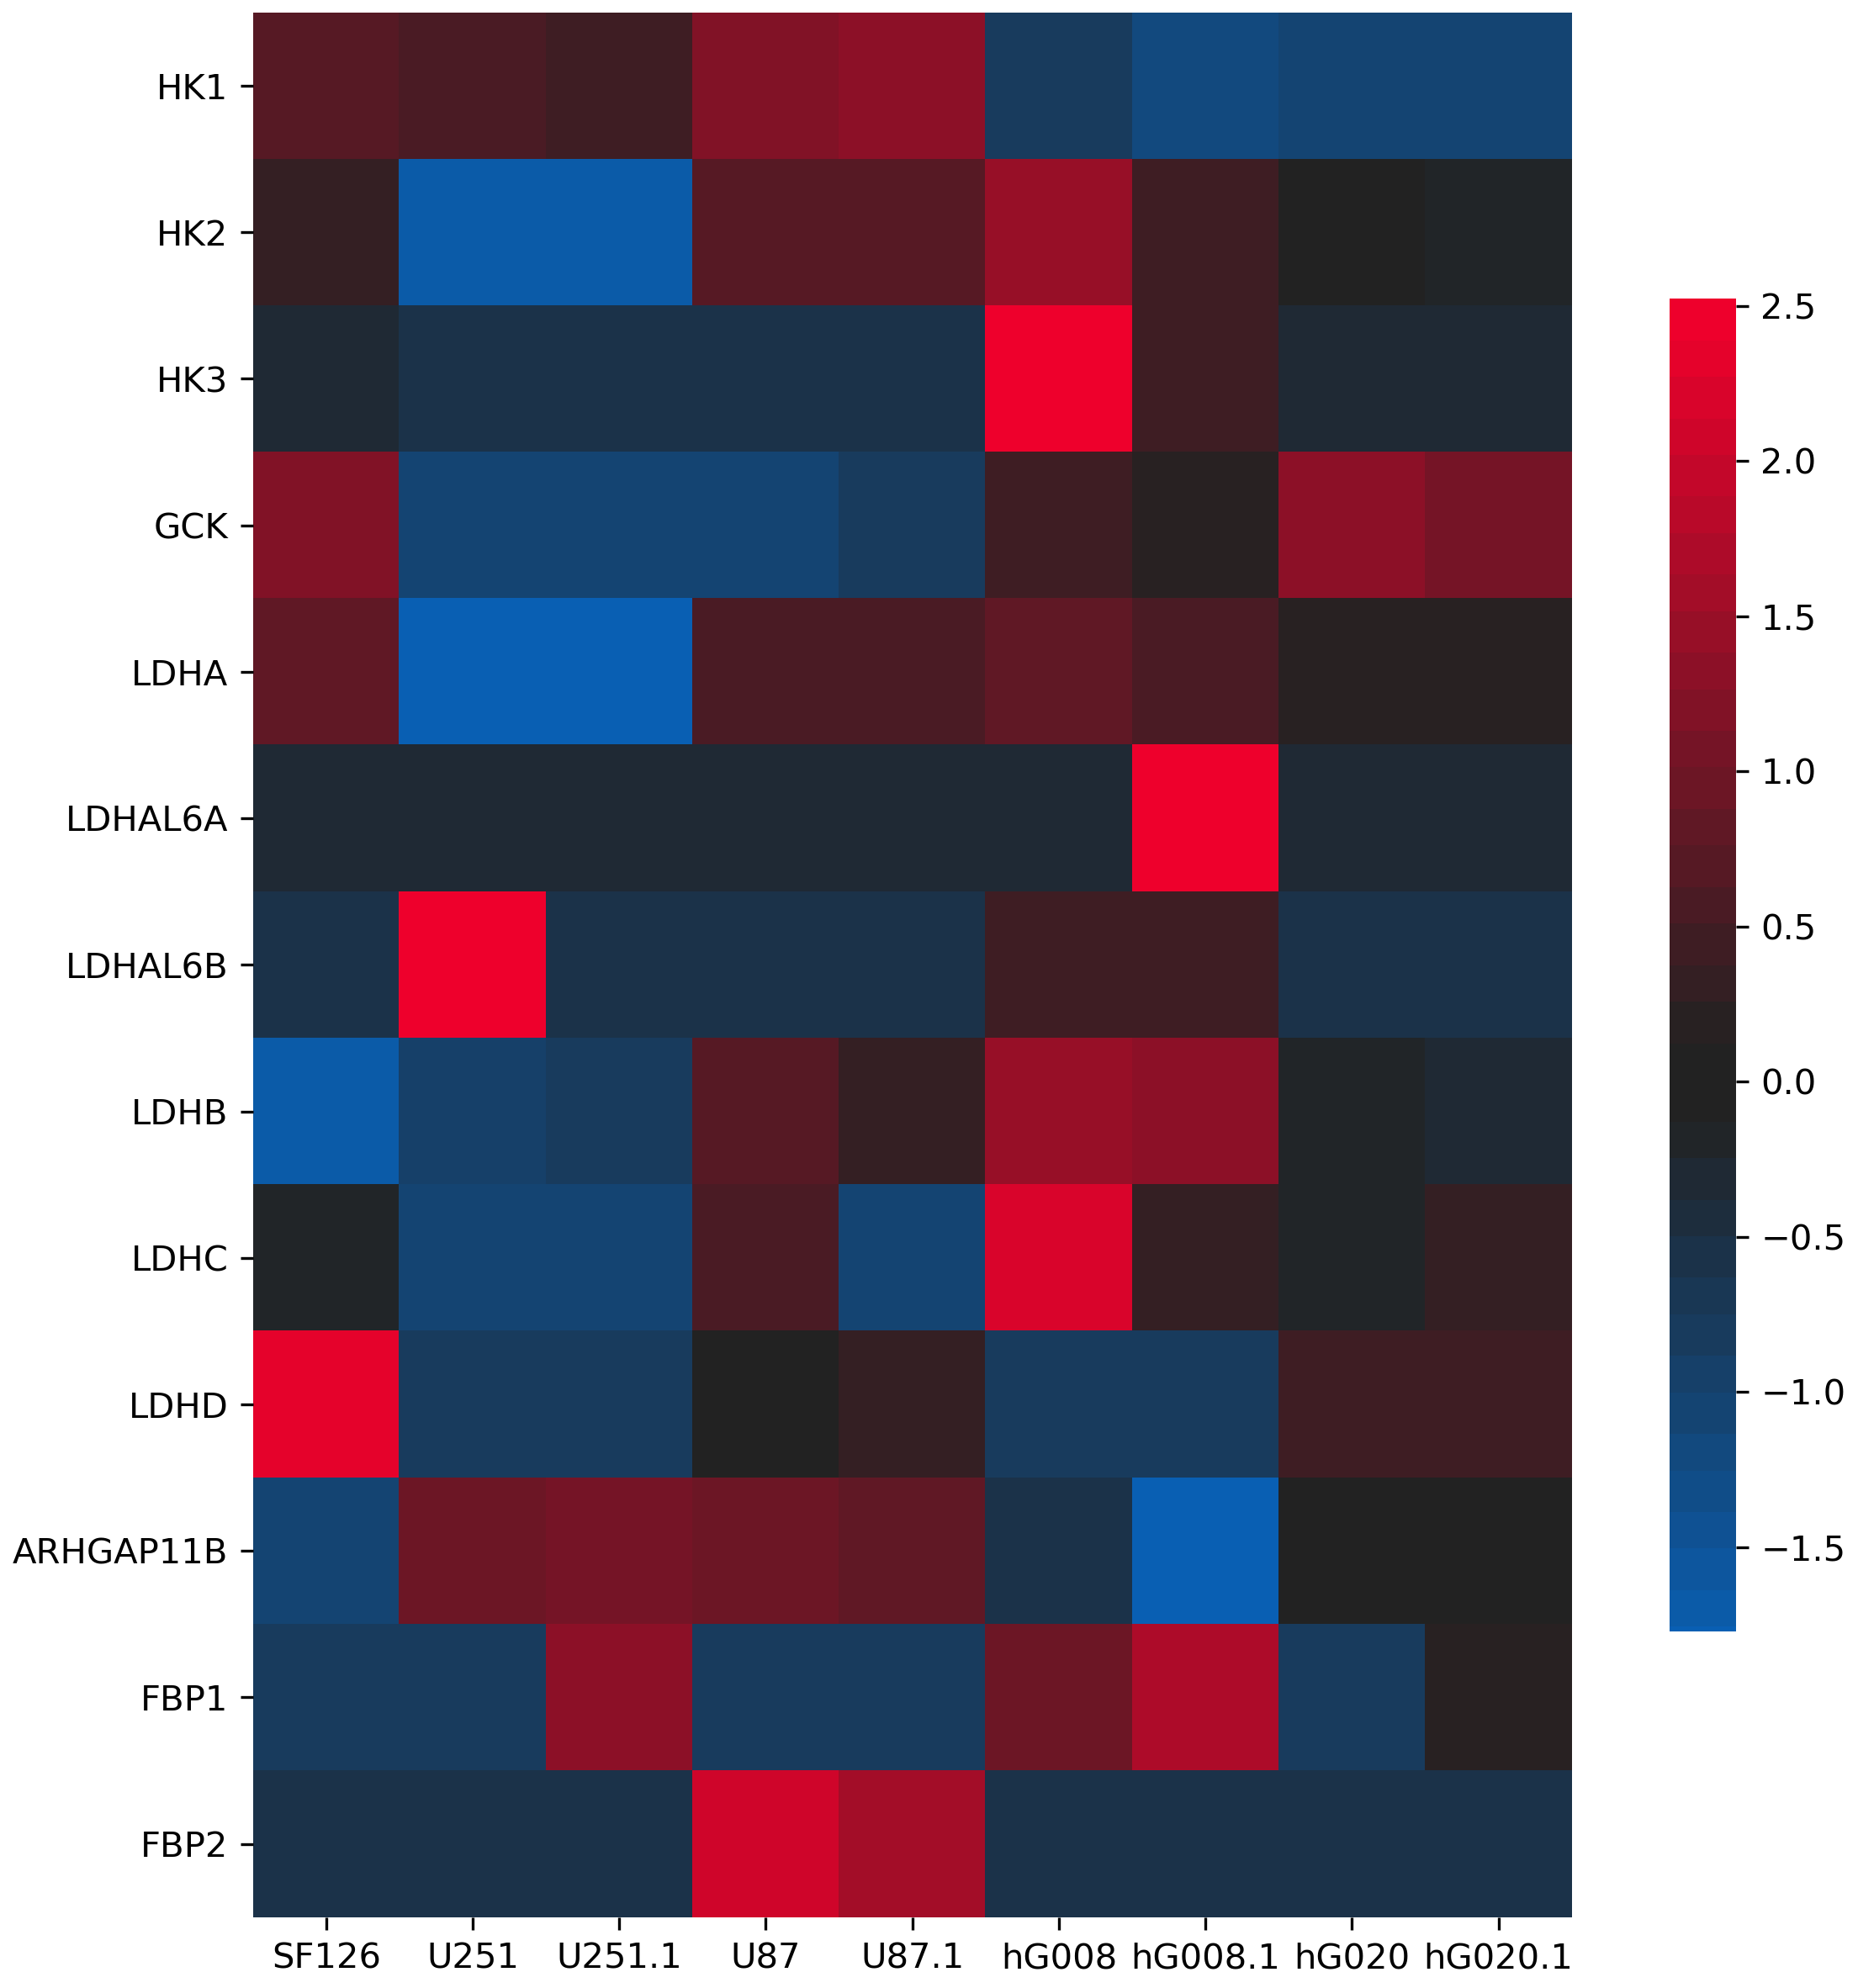 HK1
HK2
HK3
GCK
LDHA
LDHAL6A
LDHAL6B
LDHB
LDHC
LDHD
ARHGAP11B
FBP1
FBP2
SF126 U251 U251.1 U87 U87.1 hG008 hG008.1 hG020 hG020.1
2.5
2.0
1.5
1.0
0.5
0.0
−0.5
−1.0
−1.5